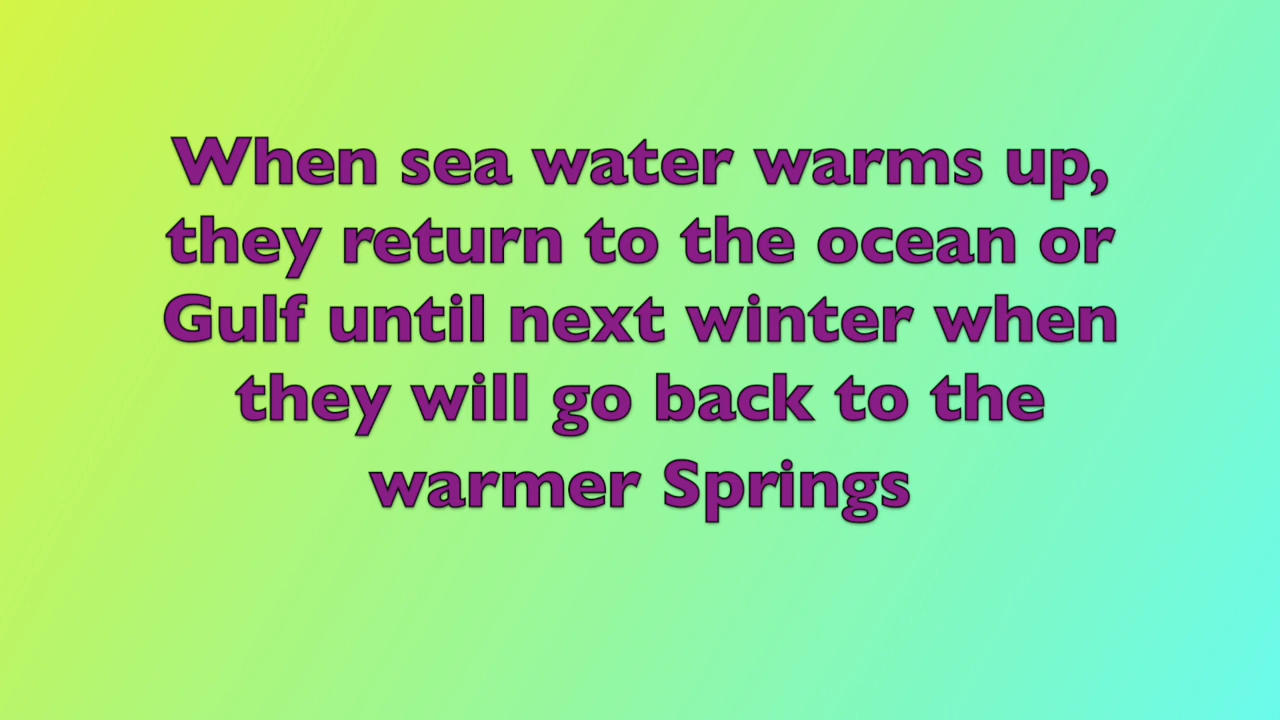 When sea water warms up,
they return to the ocean or
Gulf until next winter when
they will go back to the
warmer Springs